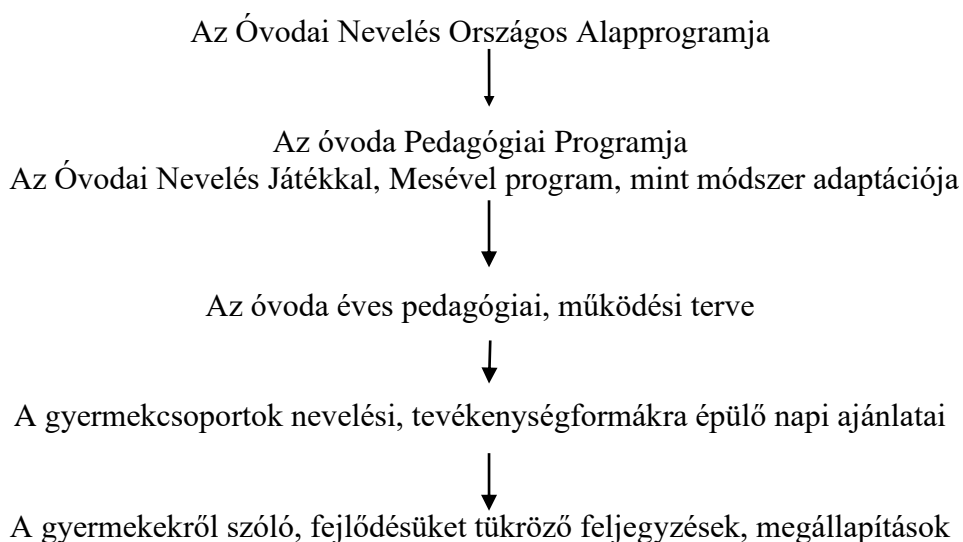 Az Óvodai Nevelés Országos Alapprogramja
Az óvoda Pedagógiai Programja
Az Óvodai Nevelés Játékkal, Mesével program, mint módszer adaptációja
Az óvoda éves pedagógiai, működési terve
A gyermekcsoportok nevelési, tevékenységformákra épülő napi ajánlatai
A gyermekekről szóló, fejlődésüket tükröző feljegyzések, megállapítások